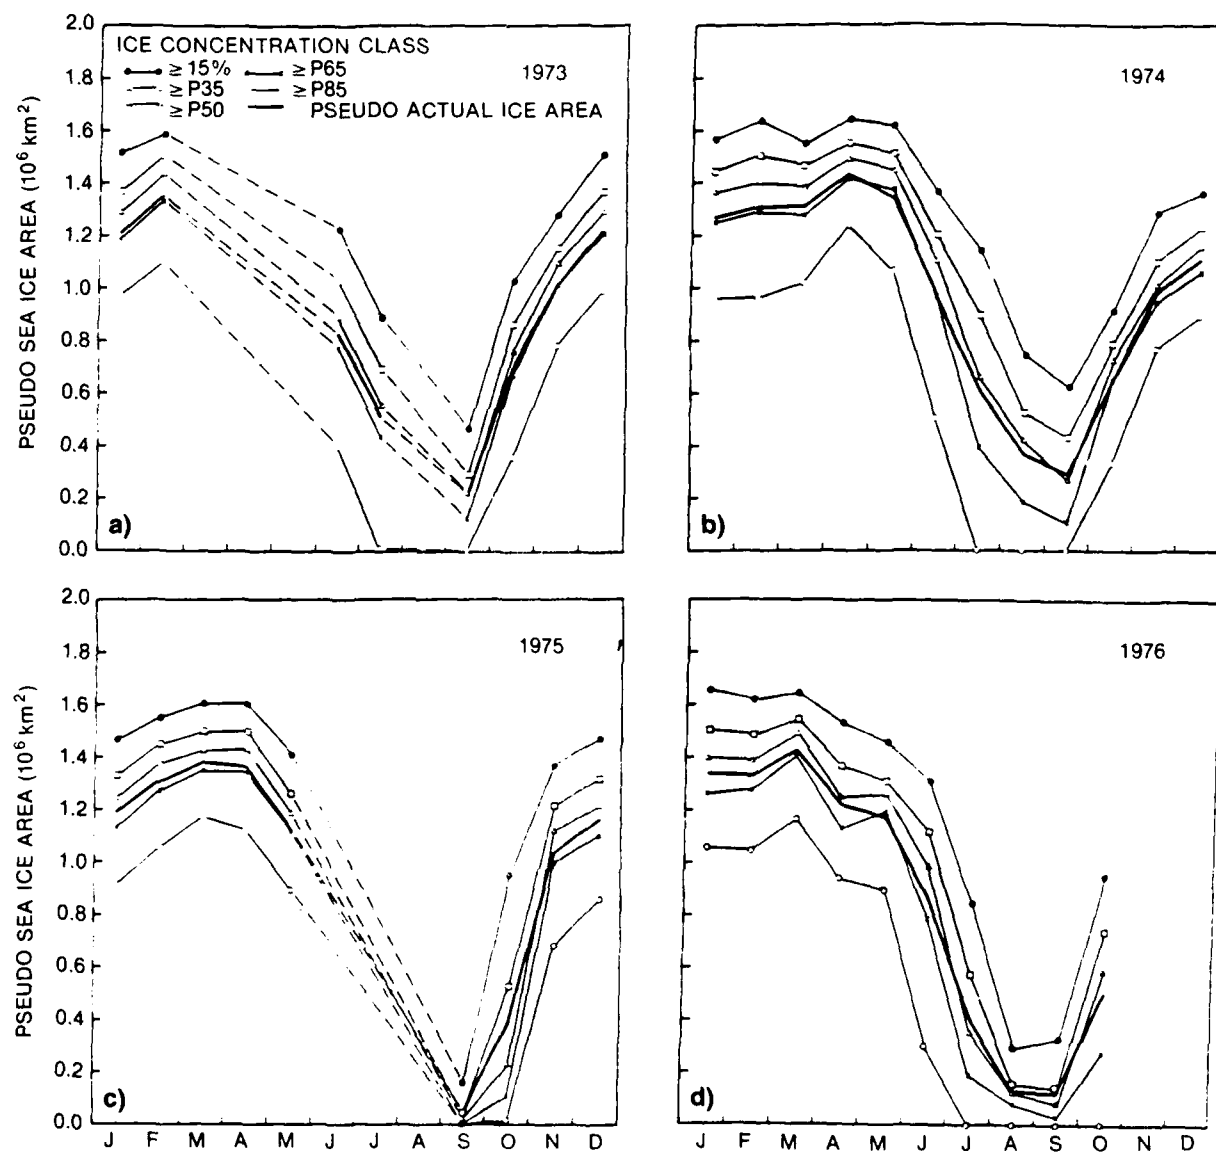 2.0
1.8
1.6
1.4
1.2
1.0
0.8
0.6
0.4
0.2
0.0
PSEUDO SEA ICE AREA (10⁶ km²)
ICE CONCENTRATION CLASS
≧ 15% ≧ P65
≧ P35 ≧ P85
≧ P50 PSEUDO ACTUAL ICE AREA
1973
a)
1974
b)
2.0
1.8
1.6
1.4
1.2
1.0
0.8
0.6
0.4
0.2
0.0
PSEUDO SEA ICE AREA (10⁶ km²)
1975
c)
J F M A M J J A S O N D
1976
d)
J F M A M J J A S O N D